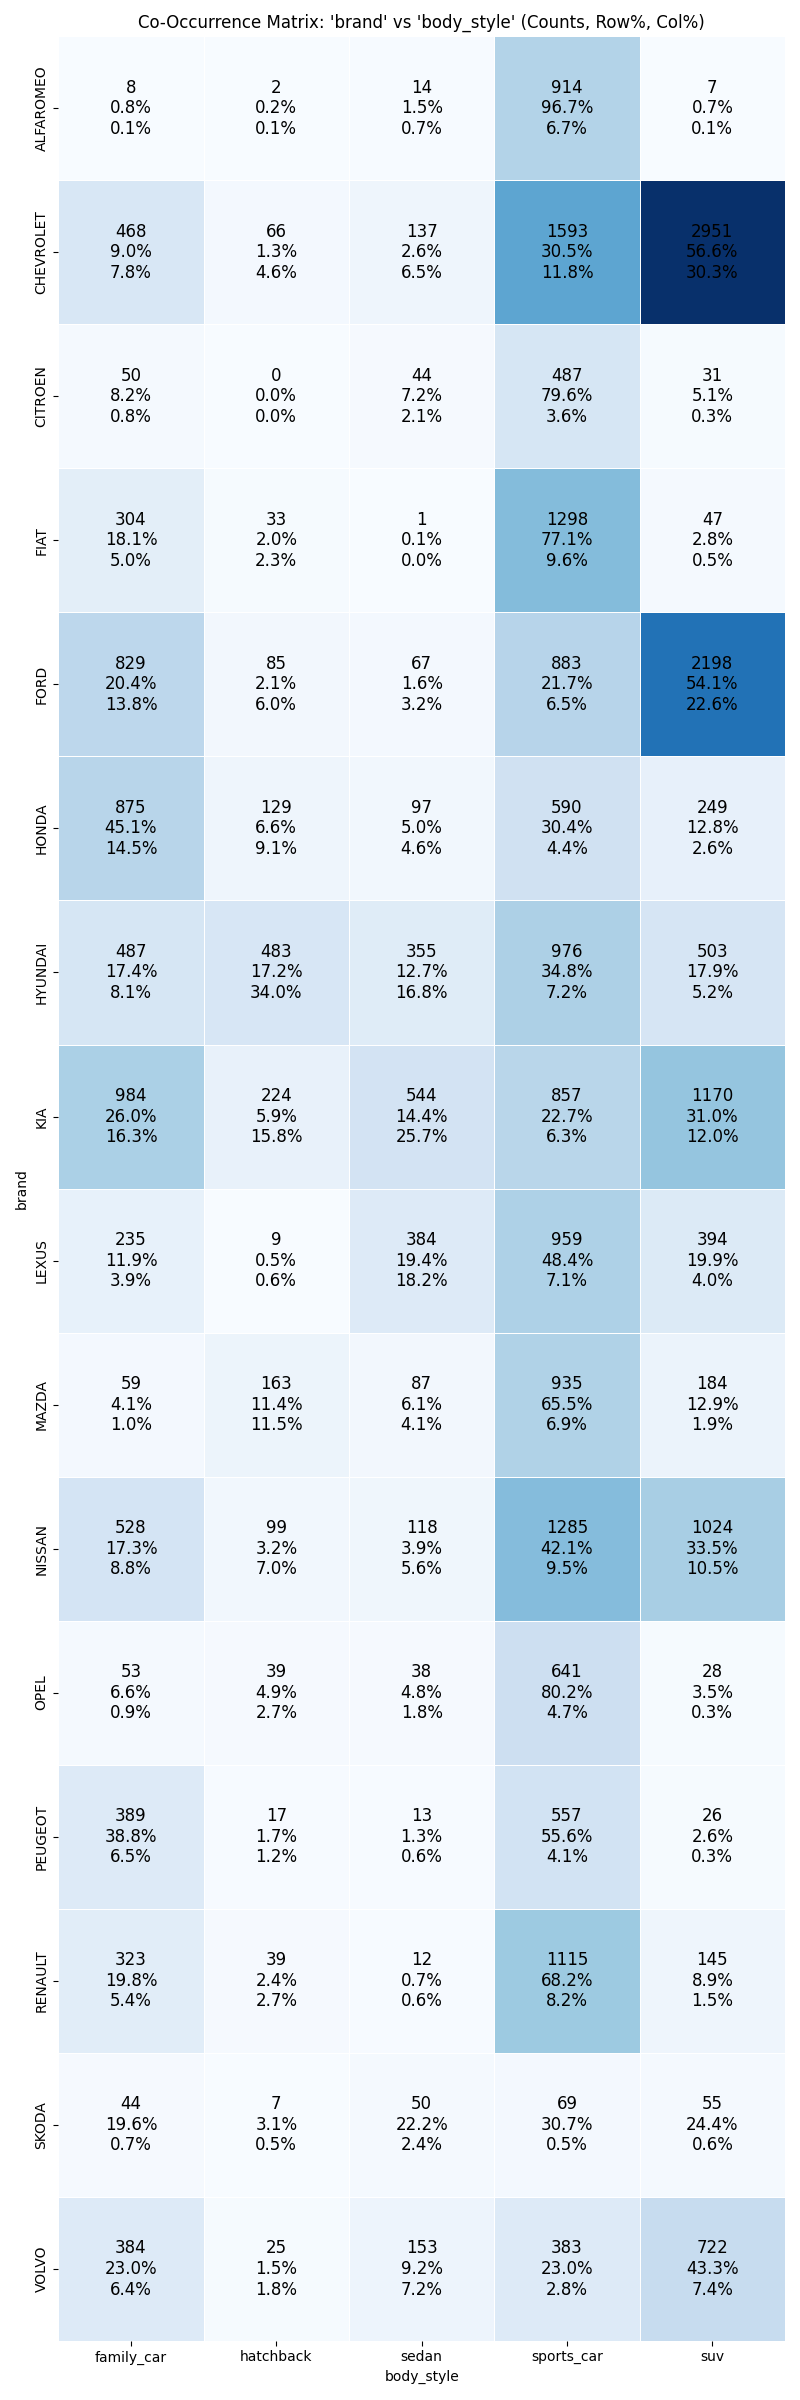 Co-Occurrence Matrix: 'brand' vs 'body_style' (Counts, Row%, Col%)
brand
ALFAROMEO
8 2 14 914 7
0.8% 0.2% 1.5% 96.7% 0.7%
0.1% 0.1% 0.7% 6.7% 0.1%
CHEVROLET
468 66 137 1593 2951
9.0% 1.3% 2.6% 30.5% 56.6%
7.8% 4.6% 6.5% 11.8% 30.3%
CITROEN
50 0 44 487 31
8.2% 0.0% 7.2% 79.6% 5.1%
0.8% 0.0% 2.1% 3.6% 0.3%
FIAT
304 33 1 1298 47
18.1% 2.0% 0.1% 77.1% 2.8%
5.0% 2.3% 0.0% 9.6% 0.5%
FORD
829 85 67 883 2198
20.4% 2.1% 1.6% 21.7% 54.1%
13.8% 6.0% 3.2% 6.5% 22.6%
HONDA
875 129 97 590 249
45.1% 6.6% 5.0% 30.4% 12.8%
14.5% 9.1% 4.6% 4.4% 2.6%
HYUNDAI
487 483 355 976 503
17.4% 17.2% 12.7% 34.8% 17.9%
8.1% 34.0% 16.8% 7.2% 5.2%
KIA
984 224 544 857 1170
26.0% 5.9% 14.4% 22.7% 31.0%
16.3% 15.8% 25.7% 6.3% 12.0%
LEXUS
235 9 384 959 394
11.9% 0.5% 19.4% 48.4% 19.9%
3.9% 0.6% 18.2% 7.1% 4.0%
MAZDA
59 163 87 935 184
4.1% 11.4% 6.1% 65.5% 12.9%
1.0% 11.5% 4.1% 6.9% 1.9%
NISSAN
528 99 118 1285 1024
17.3% 3.2% 3.9% 42.1% 33.5%
8.8% 7.0% 5.6% 9.5% 10.5%
OPEL
53 39 38 641 28
6.6% 4.9% 4.8% 80.2% 3.5%
0.9% 2.7% 1.8% 4.7% 0.3%
PEUGEOT
389 17 13 557 26
38.8% 1.7% 1.3% 55.6% 2.6%
6.5% 1.2% 0.6% 4.1% 0.3%
RENAULT
323 39 12 1115 145
19.8% 2.4% 0.7% 68.2% 8.9%
5.4% 2.7% 0.6% 8.2% 1.5%
SKODA
44 7 50 69 55
19.6% 3.1% 22.2% 30.7% 24.4%
0.7% 0.5% 2.4% 0.5% 0.6%
VOLVO
384 25 153 383 722
23.0% 1.5% 9.2% 23.0% 43.3%
6.4% 1.8% 7.2% 2.8% 7.4%
family_car hatchback sedan sports_car suv
body_style